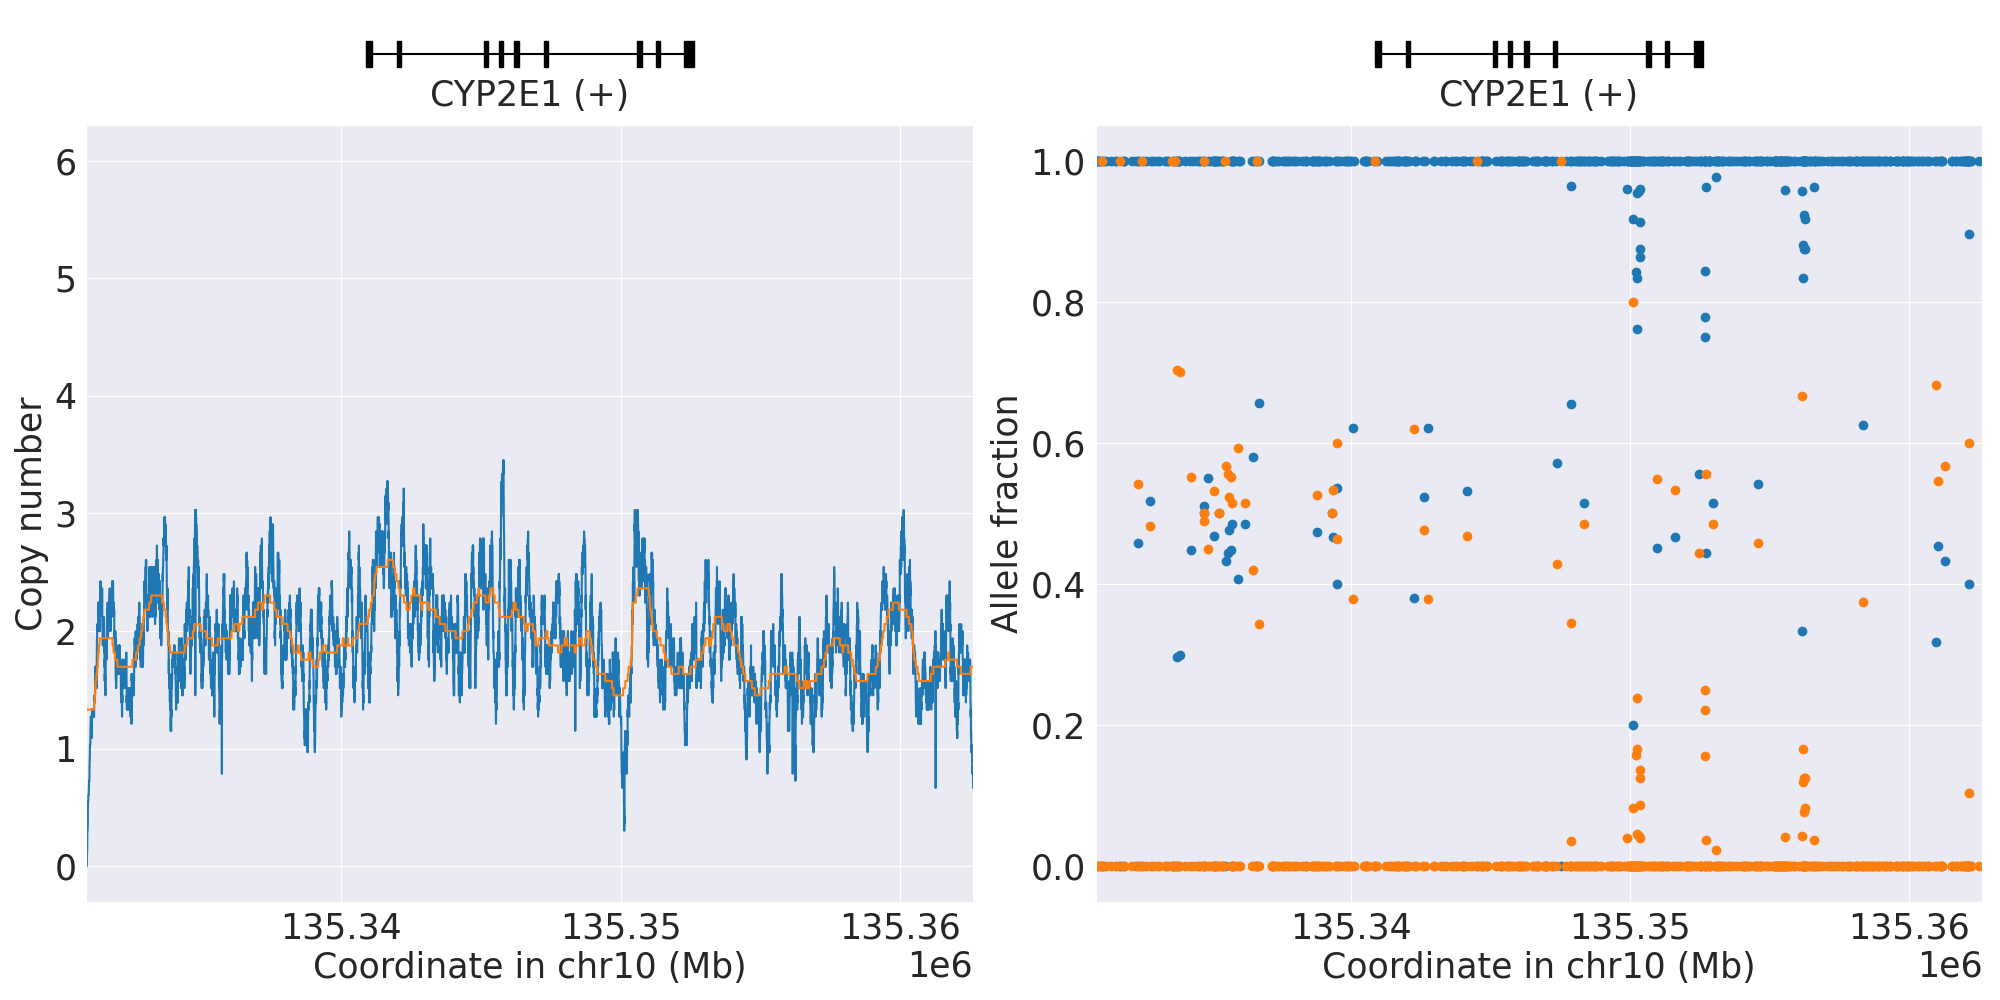 CYP2E1 (+)
6
5
4
3
2
1
0
Copy number
135.34 135.35 135.36
Coordinate in chr10 (Mb) 1e6
CYP2E1 (+)
1.0
0.8
0.6
0.4
0.2
0.0
Allele fraction
135.34 135.35 135.36
Coordinate in chr10 (Mb) 1e6